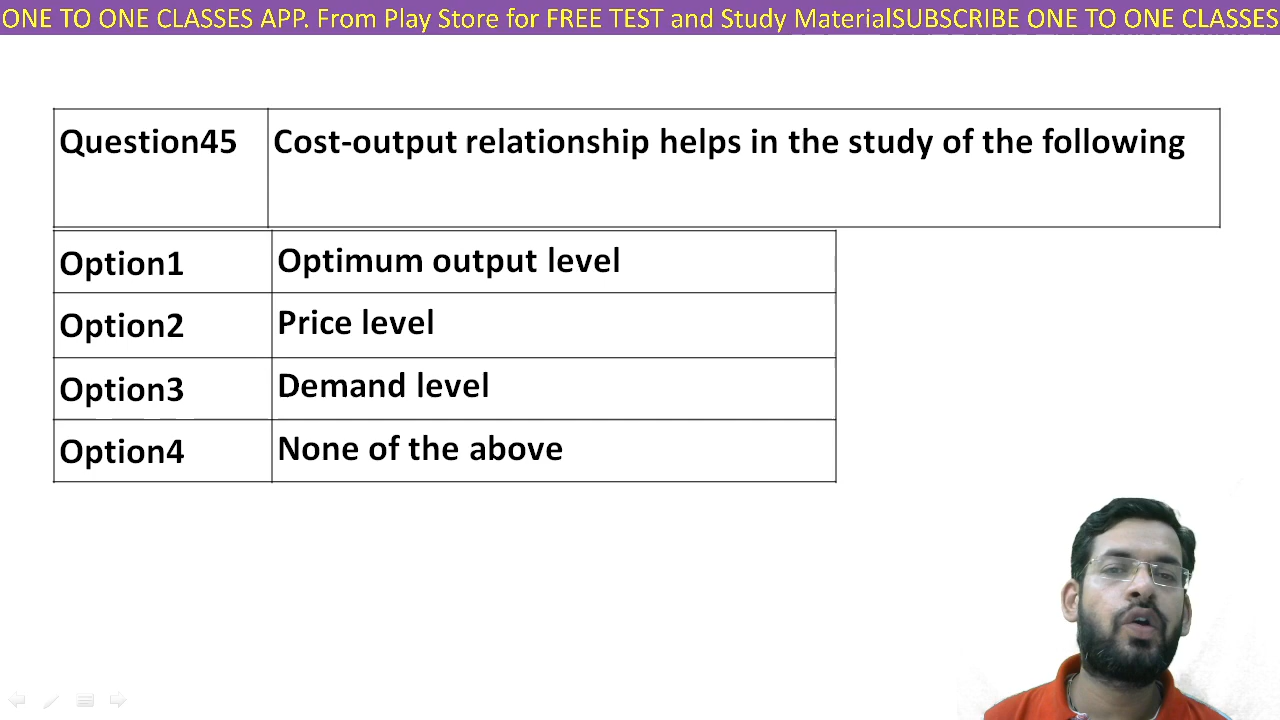 ONE TO ONE CLASSES APP. From Play Store for FREE TEST and Study MaterialSUBSCRIBE ONE TO ONE CLASSES
Question45 Cost-output relationship helps in the study of the following
Option1 Optimum output level
Option2 Price level
Option3 Demand level
Option4 None of the above